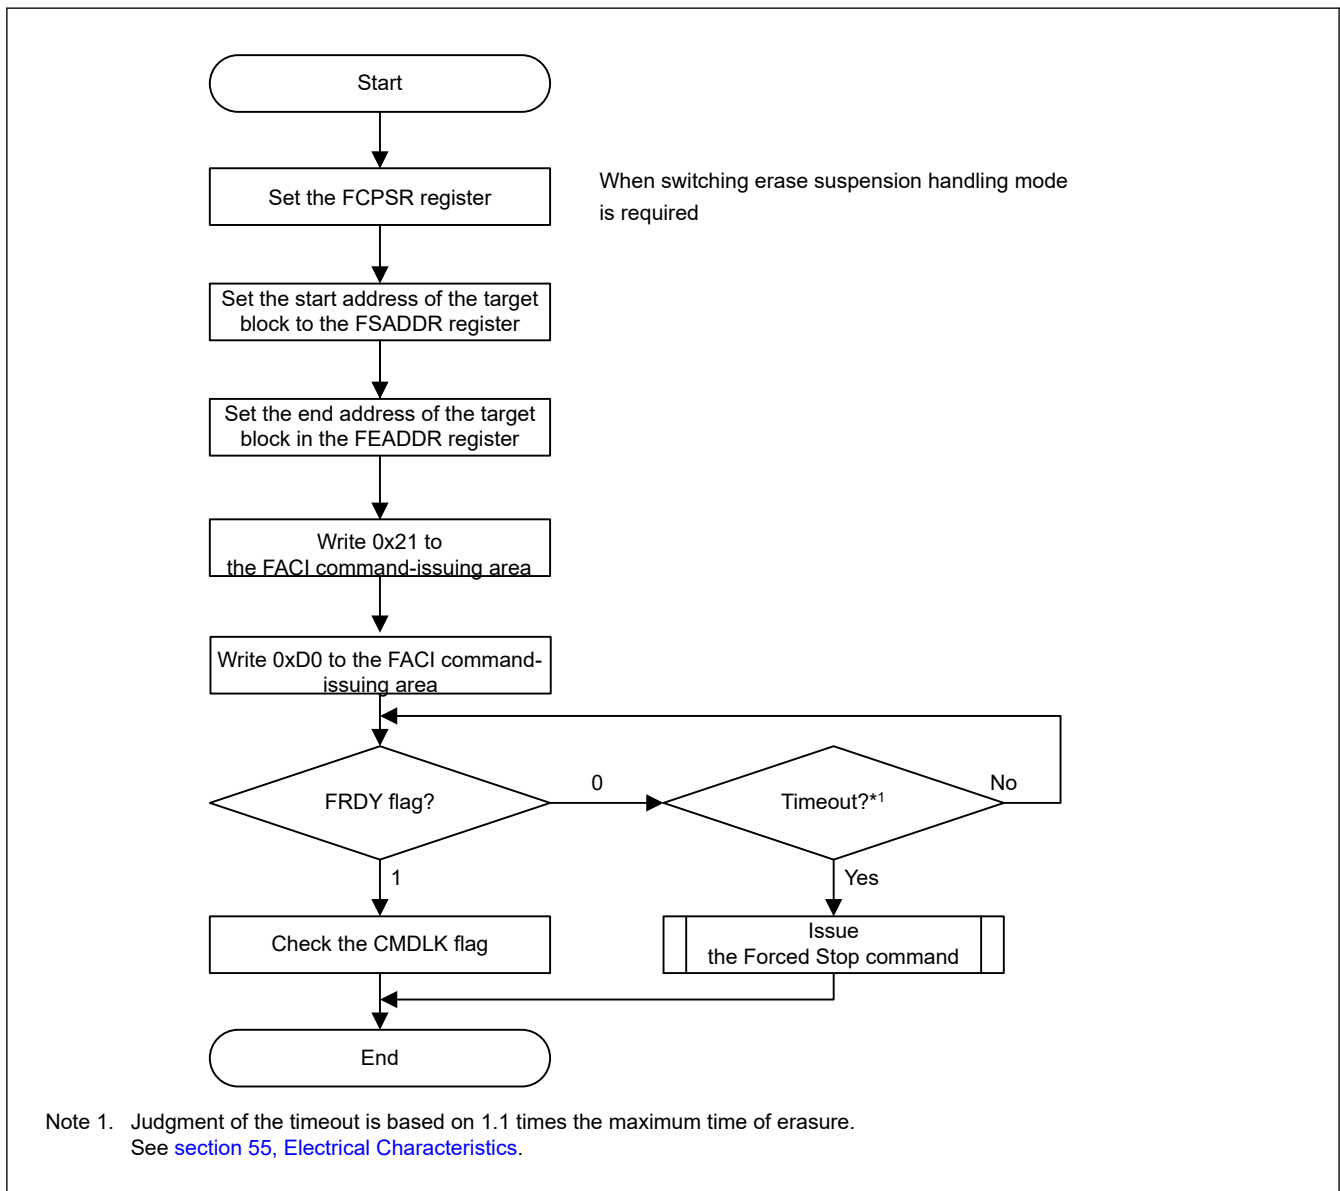 Start
Set the FCPSR register
When switching erase suspension handling mode
is required
Set the start address of the target
block to the FSADDR register
Set the end address of the target
block in the FEADDR register
Write 0x21 to
the FACI command-issuing area
Write 0xD0 to the FACI command-
issuing area
FRDY flag?
0
Timeout?*1
No
1
Yes
Check the CMDLK flag
Issue
the Forced Stop command
End
Note 1. Judgment of the timeout is based on 1.1 times the maximum time of erasure.
See section 55, Electrical Characteristics.